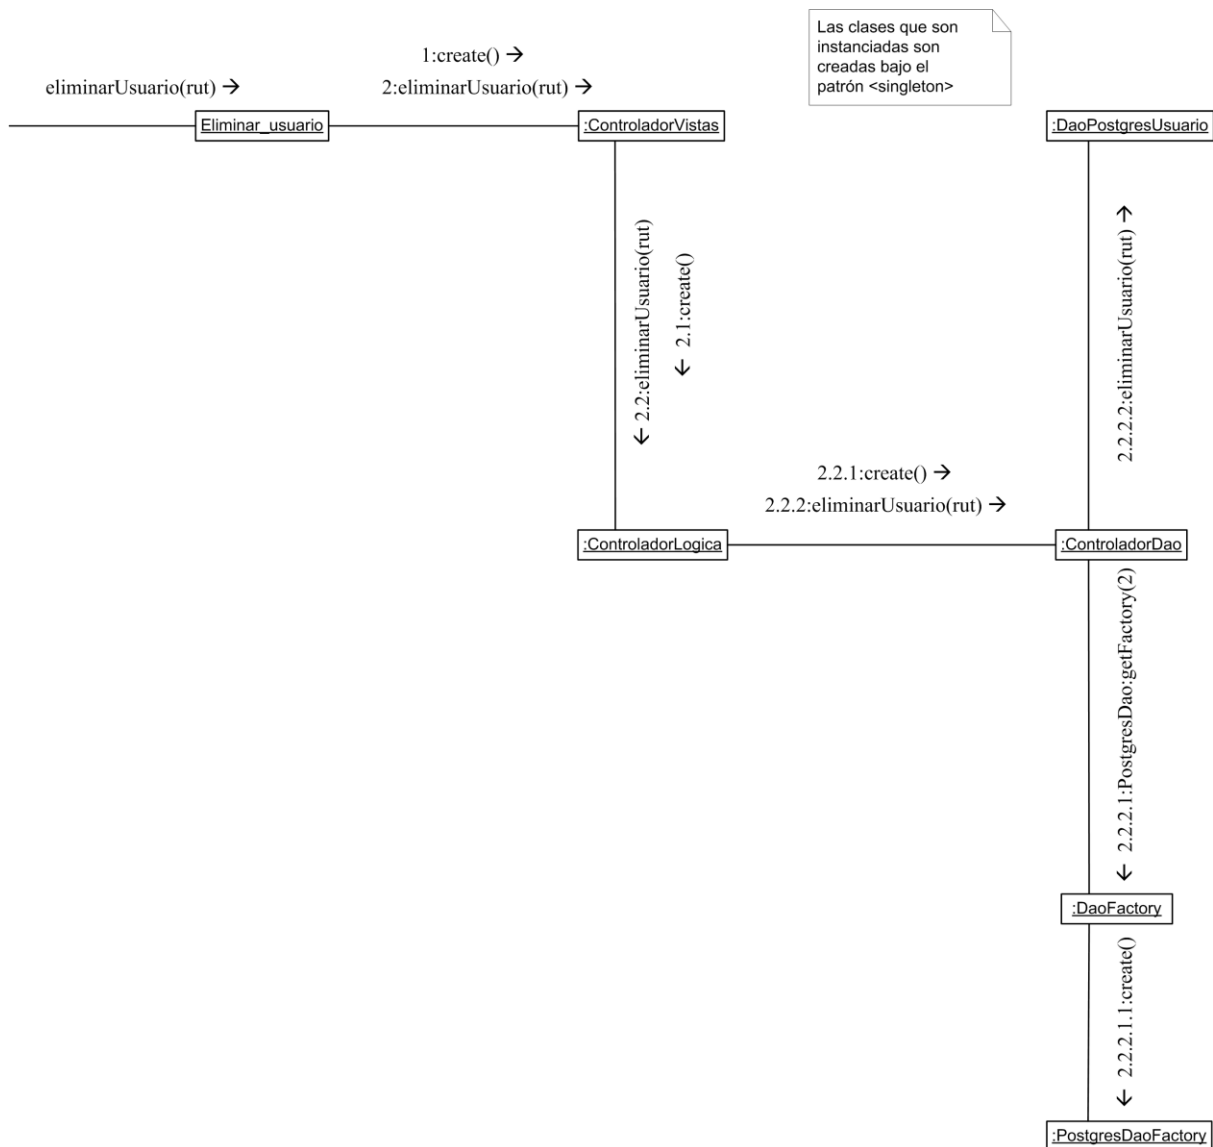 Las clases que son
instanciadas son
creadas bajo el
patrón <singleton>
1:create() →
eliminarUsuario(rut) →
2:eliminarUsuario(rut) →
Eliminar_usuario
:ControladorVistas
:DaoPostgresUsuario
← 2.2:eliminarUsuario(rut)
← 2.1:create()
2.2.2.2:eliminarUsuario(rut) →
2.2.1:create() →
2.2.2:eliminarUsuario(rut) →
:ControladorLogica
:ControladorDao
← 2.2.2.1:PostgresDao:getFactory(2)
:DaoFactory
← 2.2.2.1.1:create()
:PostgresDaoFactory